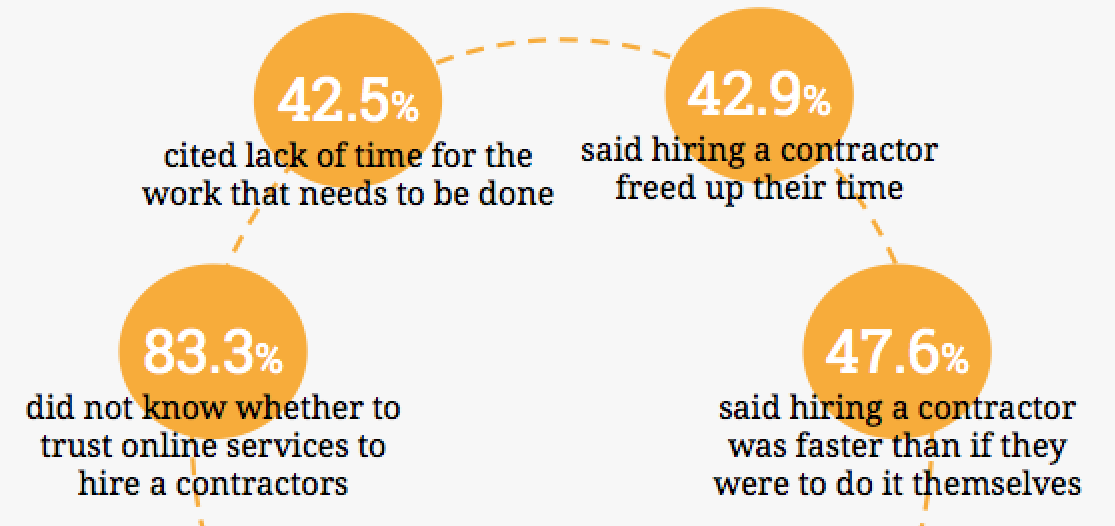 42.5%
cited lack of time for the
work that needs to be done
42.9%
said hiring a contractor
freed up their time
83.3%
did not know whether to
trust online services to
hire a contractors
47.6%
said hiring a contractor
was faster than if they
were to do it themselves